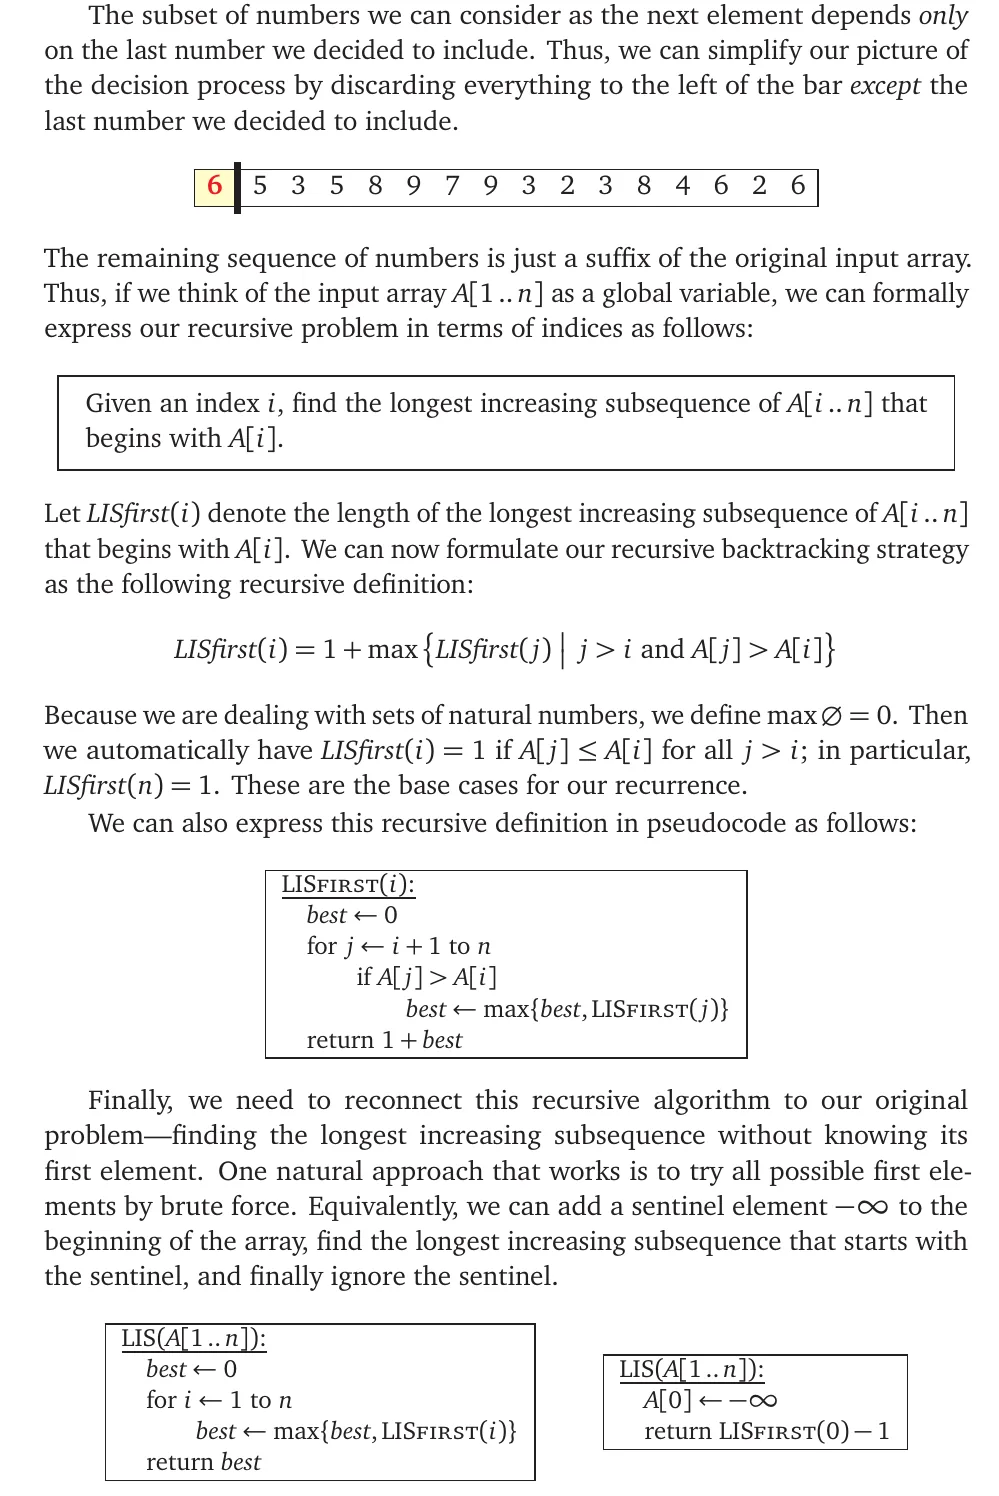 The subset of numbers we can consider as the next element depends only
on the last number we decided to include. Thus, we can simplify our picture of
the decision process by discarding everything to the left of the bar except the
last number we decided to include.
6 5 3 5 8 9 7 9 3 2 3 8 4 6 2 6
The remaining sequence of numbers is just a suffix of the original input array.
Thus, if we think of the input array A[1 .. n] as a global variable, we can formally
express our recursive problem in terms of indices as follows:
Given an index i, find the longest increasing subsequence of A[i .. n] that
begins with A[i].
Let LISfirst(i) denote the length of the longest increasing subsequence of A[i .. n]
that begins with A[i]. We can now formulate our recursive backtracking strategy
as the following recursive definition:
LISfirst(i) = 1 + max {LISfirst(j) | j > i and A[j] > A[i]}
Because we are dealing with sets of natural numbers, we define max ∅ = 0. Then
we automatically have LISfirst(i) = 1 if A[j] ≤ A[i] for all j > i; in particular,
LISfirst(n) = 1. These are the base cases for our recurrence.
We can also express this recursive definition in pseudocode as follows:
LISFIRST(i):
best ← 0
for j ← i + 1 to n
if A[j] > A[i]
best ← max{best, LISFIRST(j)}
return 1 + best
Finally, we need to reconnect this recursive algorithm to our original
problem—finding the longest increasing subsequence without knowing its
first element. One natural approach that works is to try all possible first ele-
ments by brute force. Equivalently, we can add a sentinel element −∞ to the
beginning of the array, find the longest increasing subsequence that starts with
the sentinel, and finally ignore the sentinel.
LIS(A[1 .. n]):
best ← 0
for i ← 1 to n
best ← max{best, LISFIRST(i)}
return best
LIS(A[1 .. n]):
A[0] ← −∞
return LISFIRST(0) − 1